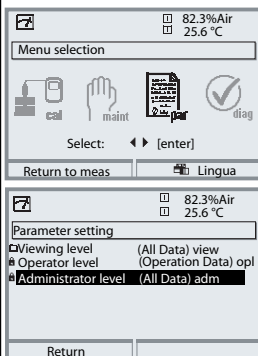 82.3%Air
25.6 °C
Menu selection
cal maint par diag
Select: [enter]
Return to meas Lingua
82.3%Air
25.6 °C
Parameter setting
Viewing level (All Data) view
Operator level (Operation Data) opl
Administrator level (All Data) adm
Return